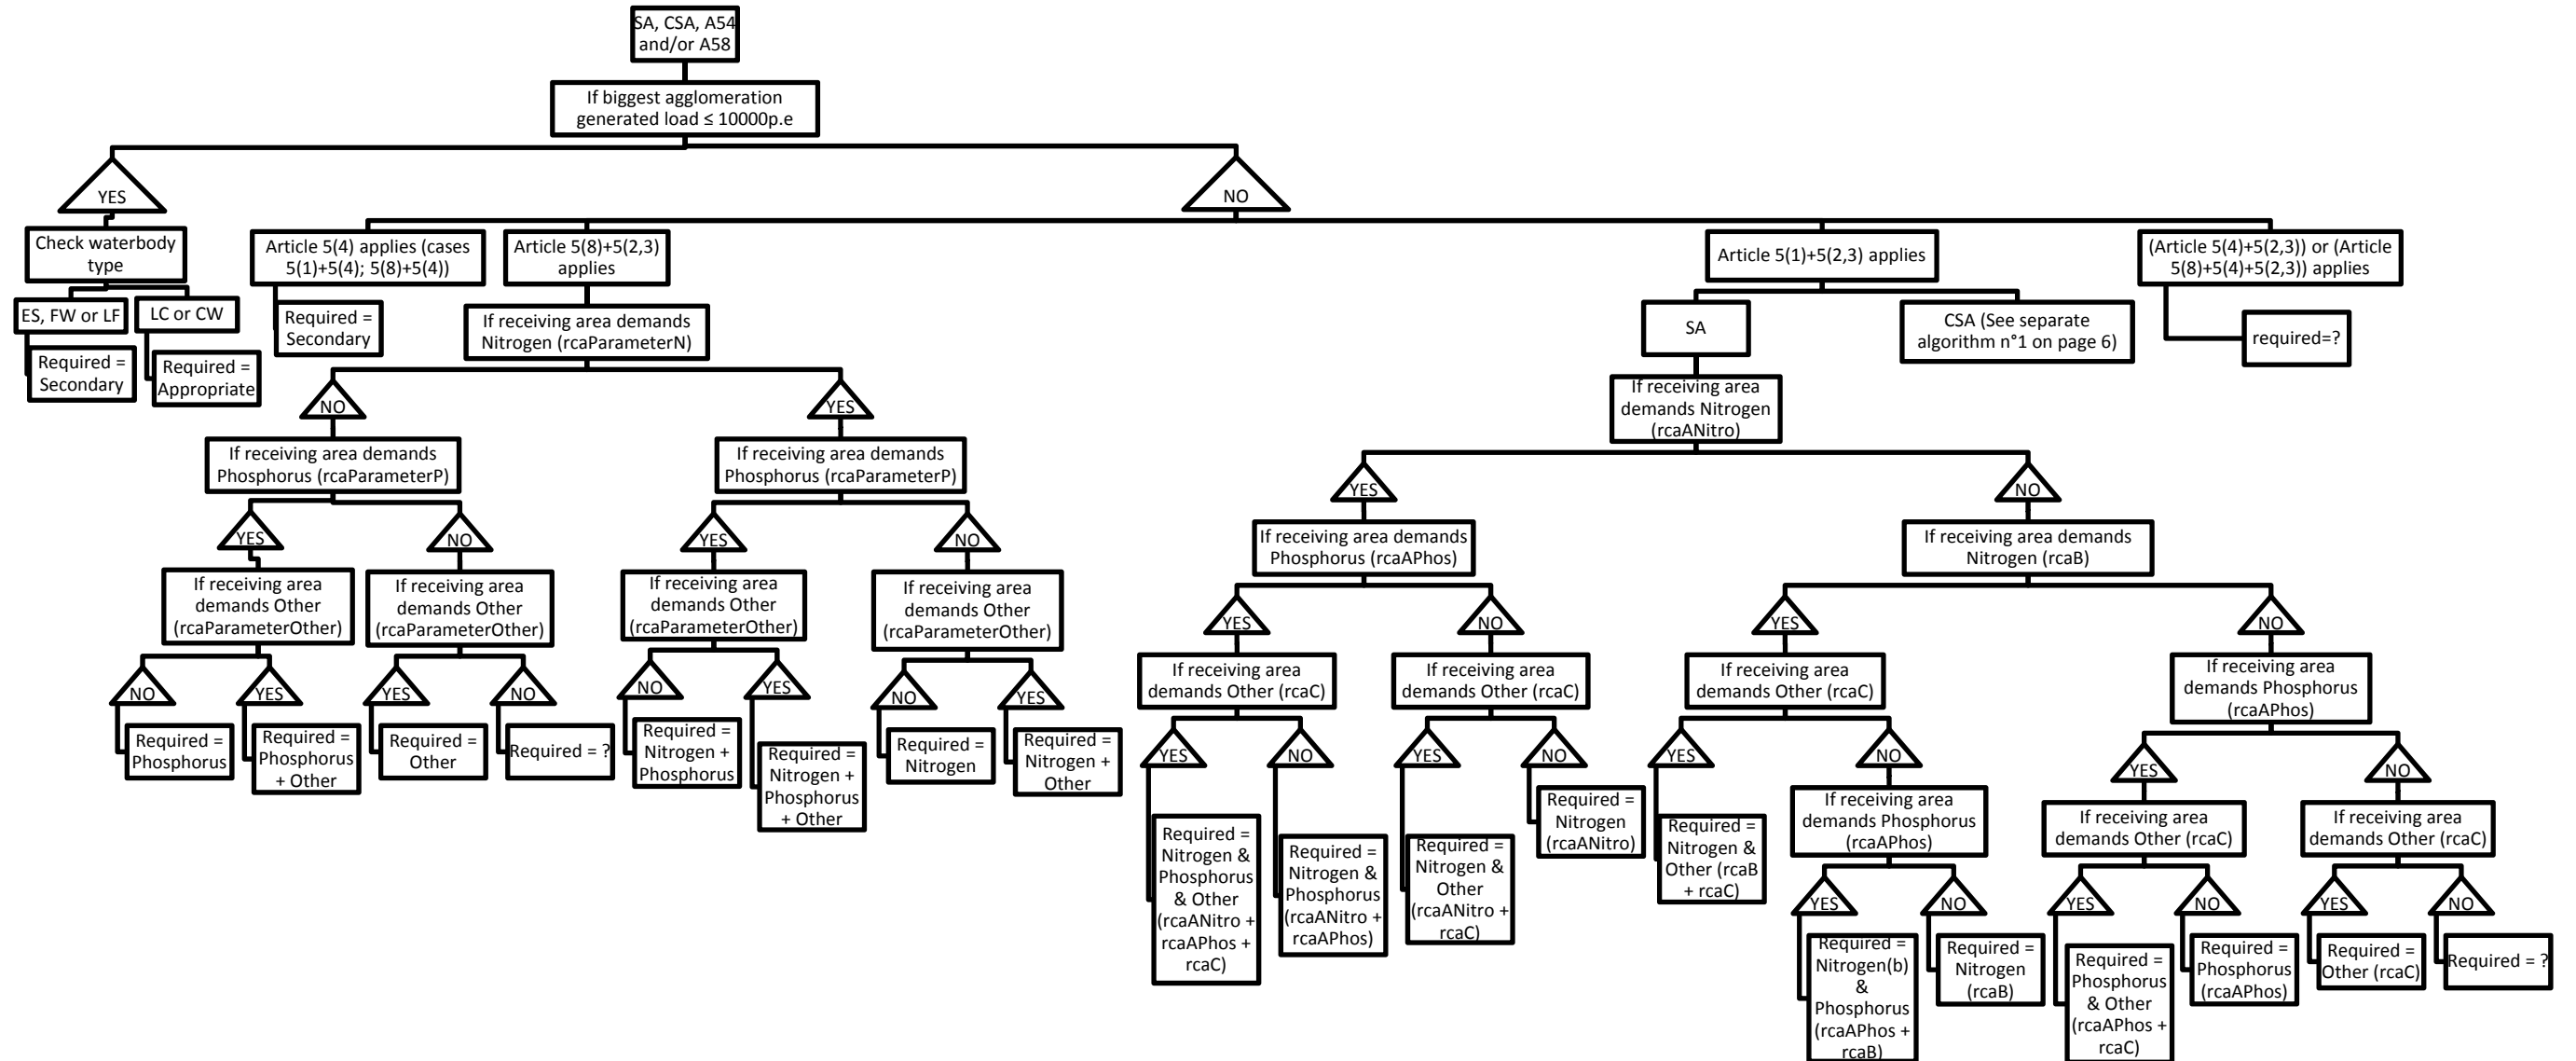 SA, CSA, A54
and/or A58
If biggest agglomeration
generated load ≤ 10000p.e
YES
NO
Check waterbody
type
ES, FW or LF
LC or CW
Required =
Secondary
Required =
Appropriate
Article 5(4) applies (cases
5(1)+5(4); 5(8)+5(4))
Required =
Secondary
Article 5(8)+5(2,3)
applies
If receiving area demands
Nitrogen (rcaParameterN)
NO
YES
If receiving area demands
Phosphorus (rcaParameterP)
If receiving area demands
Phosphorus (rcaParameterP)
YES
NO
YES
NO
If receiving area
demands Other
(rcaParameterOther)
If receiving area
demands Other
(rcaParameterOther)
If receiving area
demands Other
(rcaParameterOther)
If receiving area
demands Other
(rcaParameterOther)
NO
YES
YES
NO
NO
YES
NO
YES
Required =
Phosphorus
Required =
Phosphorus
+ Other
Required =
Other
Required = ?
Required =
Nitrogen +
Phosphorus
Required =
Nitrogen +
Phosphorus
+ Other
Required =
Nitrogen
Required =
Nitrogen +
Other
Article 5(1)+5(2,3) applies
SA
CSA (See separate
algorithm n°1 on page 6)
(Article 5(4)+5(2,3)) or (Article
5(8)+5(4)+5(2,3)) applies
required=?
If receiving area
demands Nitrogen
(rcaANitro)
YES
NO
If receiving area demands
Phosphorus (rcaAPhos)
If receiving area demands
Nitrogen (rcaB)
YES
NO
YES
NO
If receiving area
demands Other (rcaC)
If receiving area
demands Other (rcaC)
If receiving area
demands Other (rcaC)
If receiving area
demands Phosphorus
(rcaAPhos)
YES
NO
YES
NO
YES
NO
YES
NO
Required =
Nitrogen &
Phosphorus
& Other
(rcaANitro +
rcaAPhos +
rcaC)
Required =
Nitrogen &
Phosphorus
(rcaANitro +
rcaAPhos)
Required =
Nitrogen &
Other
(rcaANitro +
rcaC)
Required =
Nitrogen
(rcaANitro)
Required =
Nitrogen &
Other (rcaB
+ rcaC)
If receiving area
demands Phosphorus
(rcaAPhos)
If receiving area
demands Other (rcaC)
If receiving area
demands Other (rcaC)
YES
NO
YES
NO
YES
NO
Required =
Nitrogen(b)
&
Phosphorus
(rcaAPhos +
rcaB)
Required =
Nitrogen
(rcaB)
Required =
Phosphorus
& Other
(rcaAPhos +
rcaC)
Required =
Phosphorus
(rcaAPhos)
Required =
Other (rcaC)
Required = ?